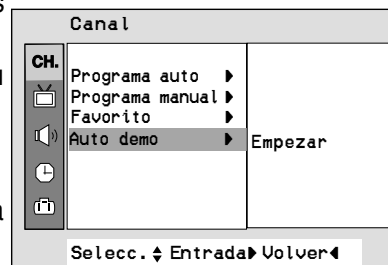 Canal
CH.
Programa auto
Programa manual
Favorito
Auto demo Empezar
Selecc. Entrada Volver